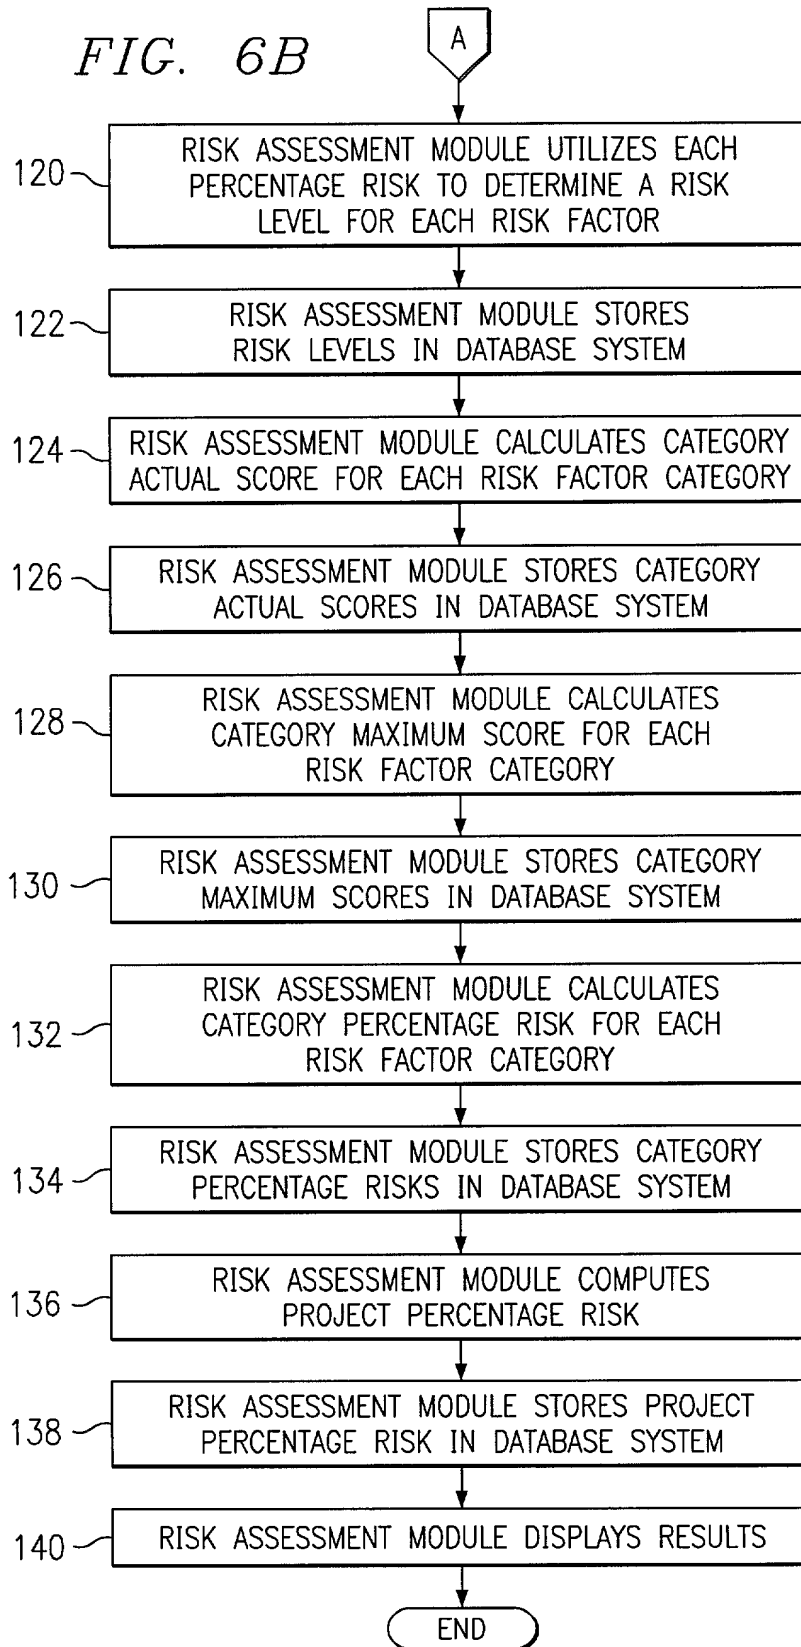 FIG. 6B
A
120
RISK ASSESSMENT MODULE UTILIZES EACH
PERCENTAGE RISK TO DETERMINE A RISK
LEVEL FOR EACH RISK FACTOR
122
RISK ASSESSMENT MODULE STORES
RISK LEVELS IN DATABASE SYSTEM
124
RISK ASSESSMENT MODULE CALCULATES CATEGORY
ACTUAL SCORE FOR EACH RISK FACTOR CATEGORY
126
RISK ASSESSMENT MODULE STORES CATEGORY
ACTUAL SCORES IN DATABASE SYSTEM
128
RISK ASSESSMENT MODULE CALCULATES
CATEGORY MAXIMUM SCORE FOR EACH
RISK FACTOR CATEGORY
130
RISK ASSESSMENT MODULE STORES CATEGORY
MAXIMUM SCORES IN DATABASE SYSTEM
132
RISK ASSESSMENT MODULE CALCULATES
CATEGORY PERCENTAGE RISK FOR EACH
RISK FACTOR CATEGORY
134
RISK ASSESSMENT MODULE STORES CATEGORY
PERCENTAGE RISKS IN DATABASE SYSTEM
136
RISK ASSESSMENT MODULE COMPUTES
PROJECT PERCENTAGE RISK
138
RISK ASSESSMENT MODULE STORES PROJECT
PERCENTAGE RISK IN DATABASE SYSTEM
140
RISK ASSESSMENT MODULE DISPLAYS RESULTS
END